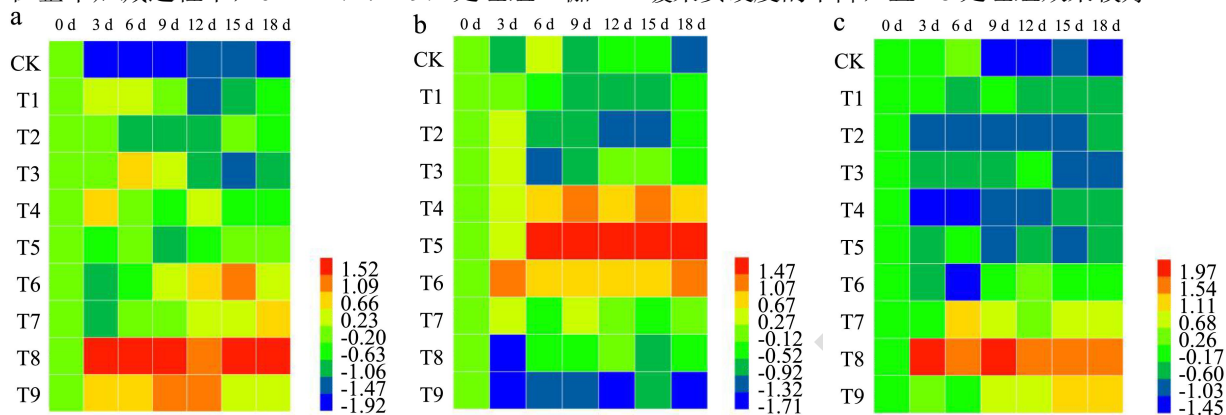 a
0 d 3 d 6 d 9 d 12 d 15 d 18 d
CK
T1
T2
T3
T4
T5
T6
T7
T8
T9
1.52
1.09
0.66
0.23
-0.20
-0.63
-1.06
-1.47
-1.92
b
0 d 3 d 6 d 9 d 12 d 15 d 18 d
CK
T1
T2
T3
T4
T5
T6
T7
T8
T9
1.47
1.07
0.67
0.27
-0.12
-0.52
-0.92
-1.32
-1.71
c
0 d 3 d 6 d 9 d 12 d 15 d 18 d
CK
T1
T2
T3
T4
T5
T6
T7
T8
T9
1.97
1.54
1.11
0.68
0.26
-0.17
-0.60
-1.03
-1.45